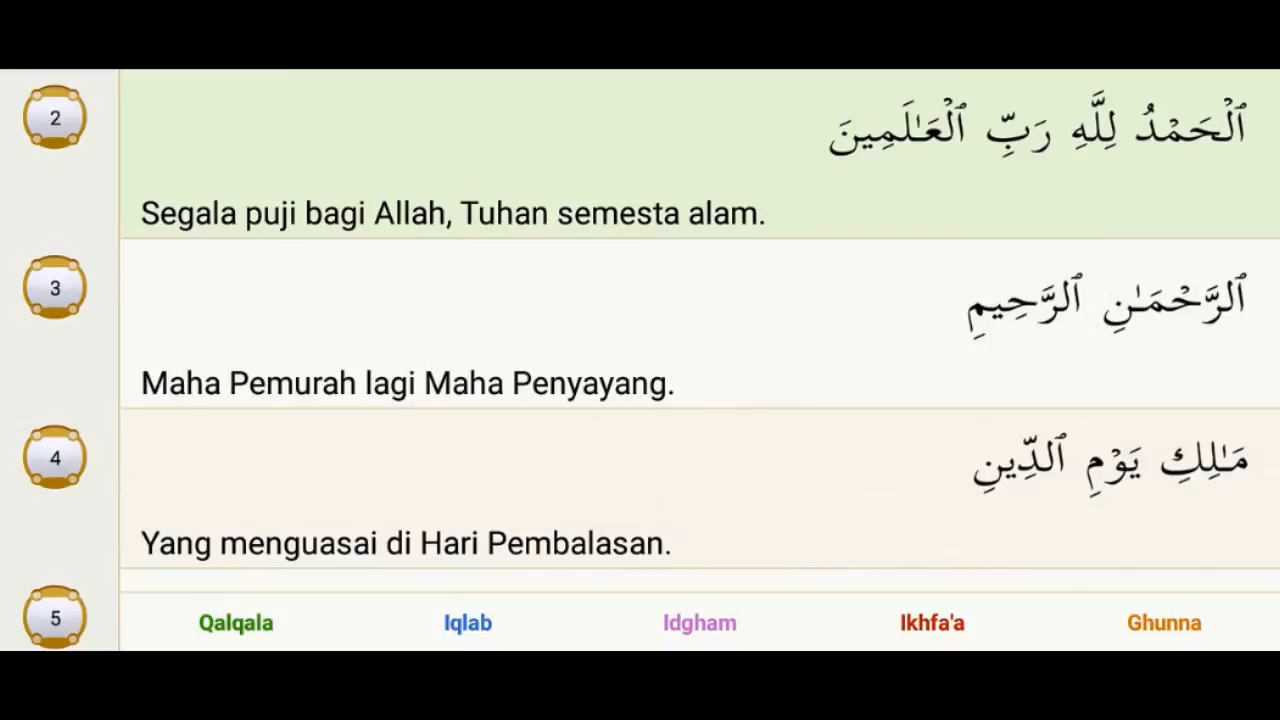 2
ٱلْحَمْدُ لِلَّهِ رَبِّ ٱلْعَـٰلَمِينَ
Segala puji bagi Allah, Tuhan semesta alam.
3
ٱلرَّحْمَـٰنِ ٱلرَّحِيمِ
Maha Pemurah lagi Maha Penyayang.
4
مَـٰلِكِ يَوْمِ ٱلدِّينِ
Yang menguasai di Hari Pembalasan.
5
Qalqala Iqlab Idgham Ikhfa'a Ghunna